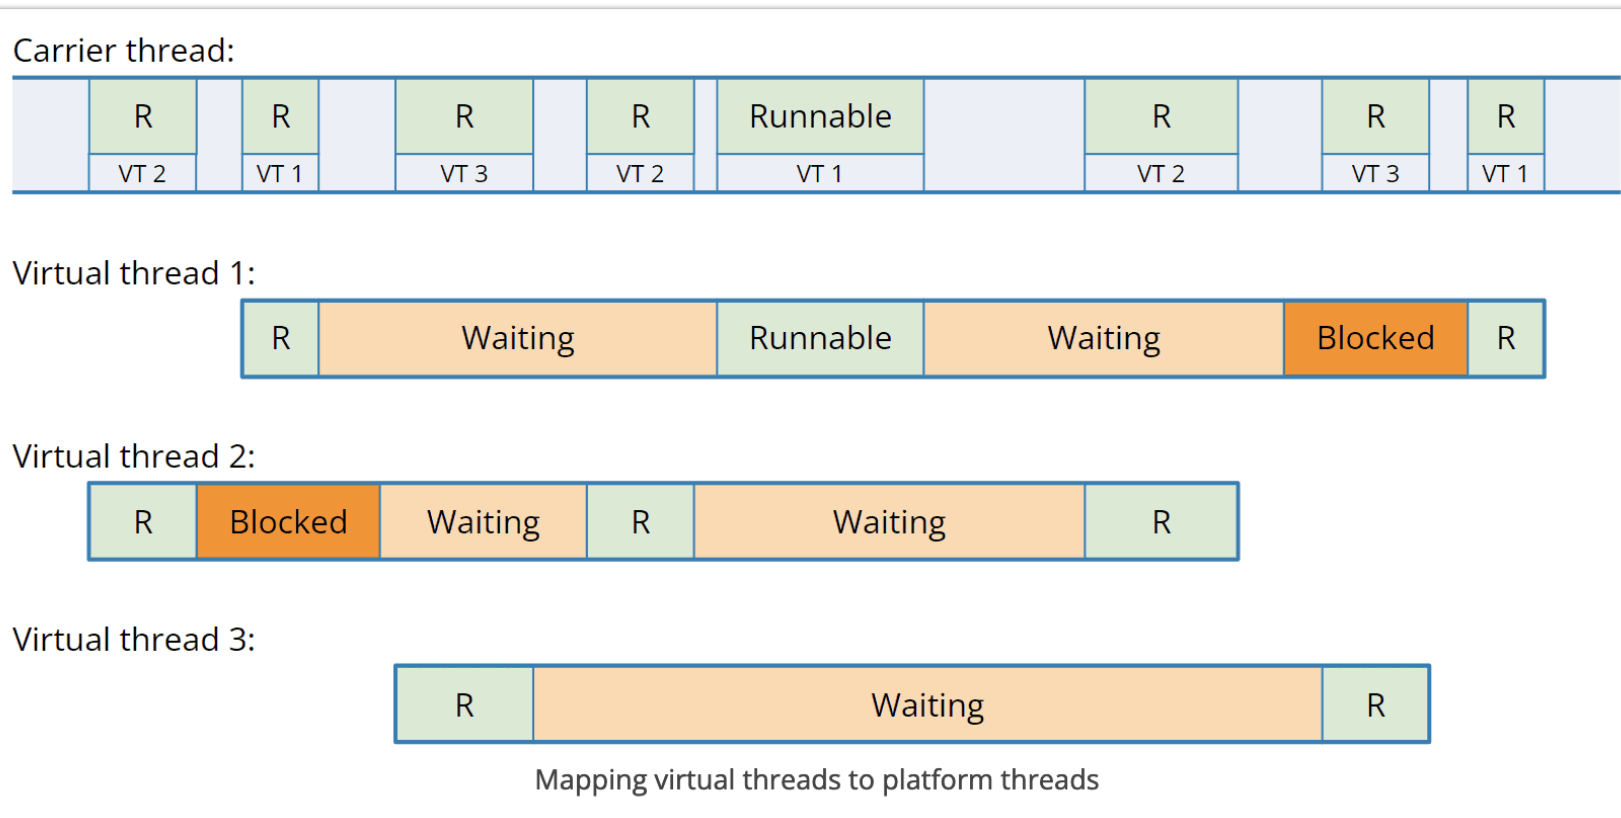 Carrier thread:
R R R R Runnable R R R
VT 2 VT 1 VT 3 VT 2 VT 1 VT 2 VT 3 VT 1
Virtual thread 1:
R Waiting Runnable Waiting Blocked R
Virtual thread 2:
R Blocked Waiting R Waiting R
Virtual thread 3:
R Waiting R
Mapping virtual threads to platform threads